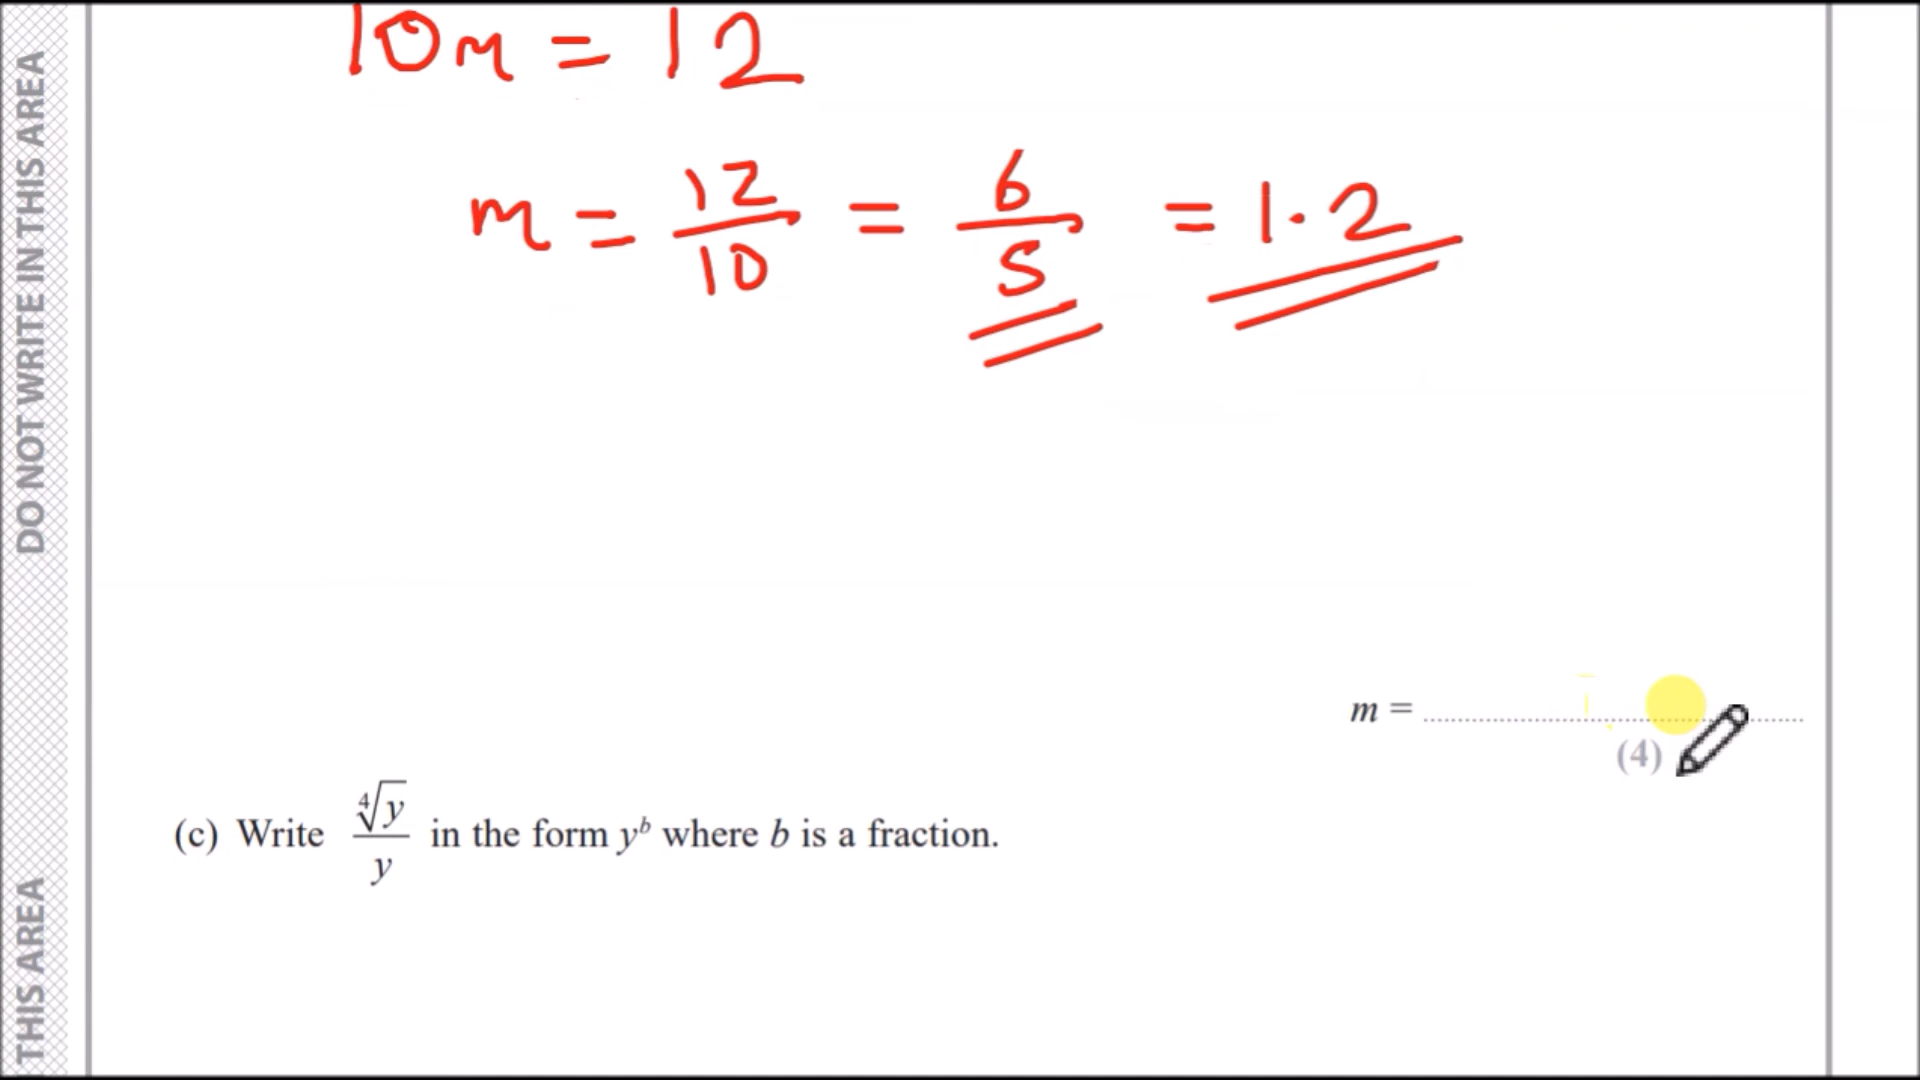 10m = 12
m = 12/10 = 6/5 = 1.2
m = ........................................
(4)
(c) Write ∜y/y in the form y^b where b is a fraction.
DO NOT WRITE IN THIS AREA
THIS AREA